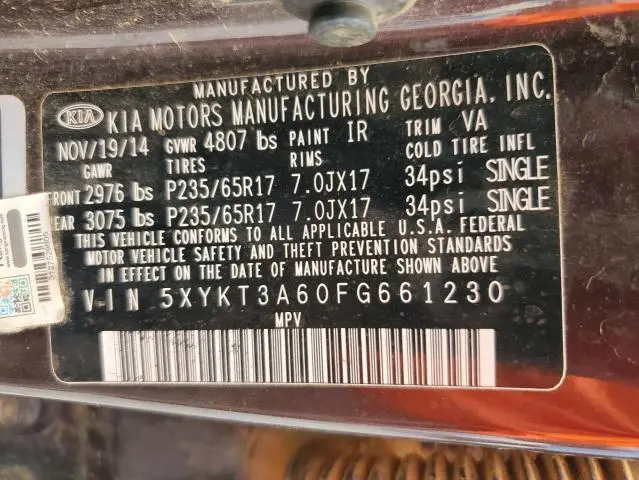 MANUFACTURED BY
KIA KIA MOTORS MANUFACTURING GEORGIA, INC.
NOV/19/14 GVWR 4807 lbs PAINT IR TRIM VA
GAWR TIRES RIMS COLD TIRE INFL
FRONT 2976 lbs P235/65R17 7.0JX17 34psi SINGLE
REAR 3075 lbs P235/65R17 7.0JX17 34psi SINGLE
THIS VEHICLE CONFORMS TO ALL APPLICABLE U.S.A. FEDERAL
MOTOR VEHICLE SAFETY AND THEFT PREVENTION STANDARDS
IN EFFECT ON THE DATE OF MANUFACTURE SHOWN ABOVE.
VIN 5XYKT3A60FG661230
MPV